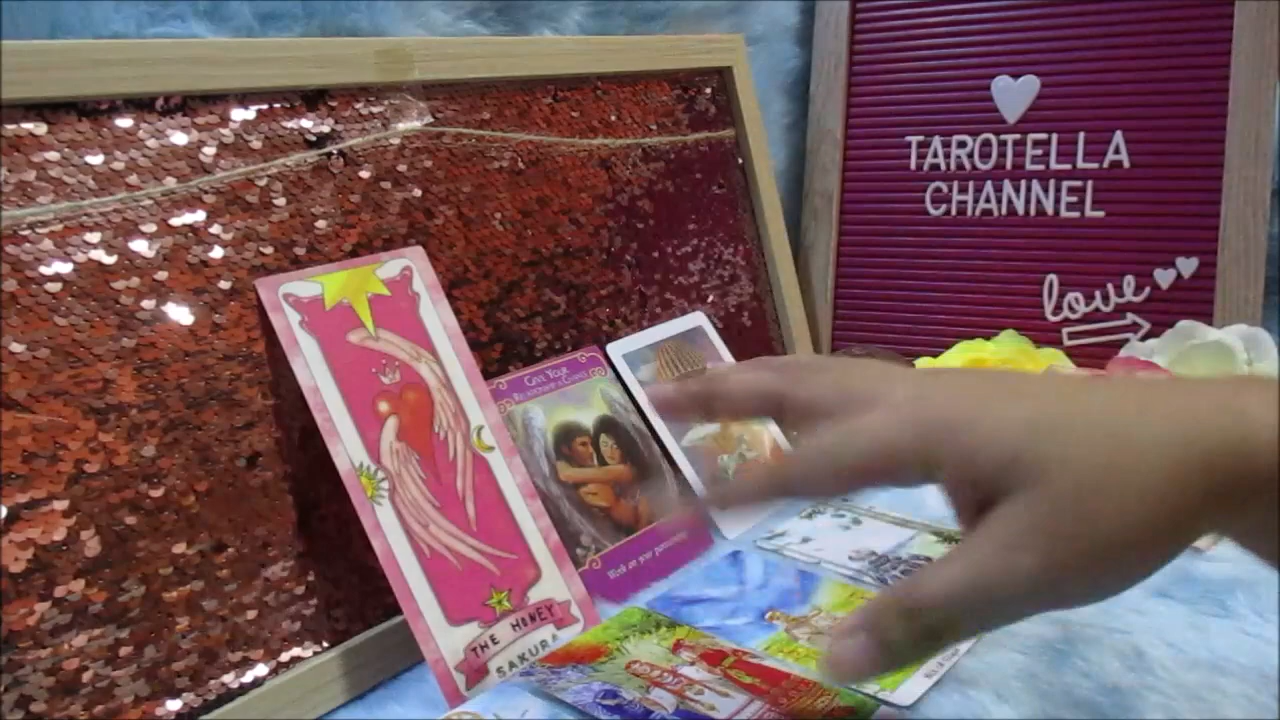 TAROTELLA
CHANNEL
love
GIVE YOUR
RELATIONSHIP A CHANCE
Work on your partnership
THE HONEY
SAKURA